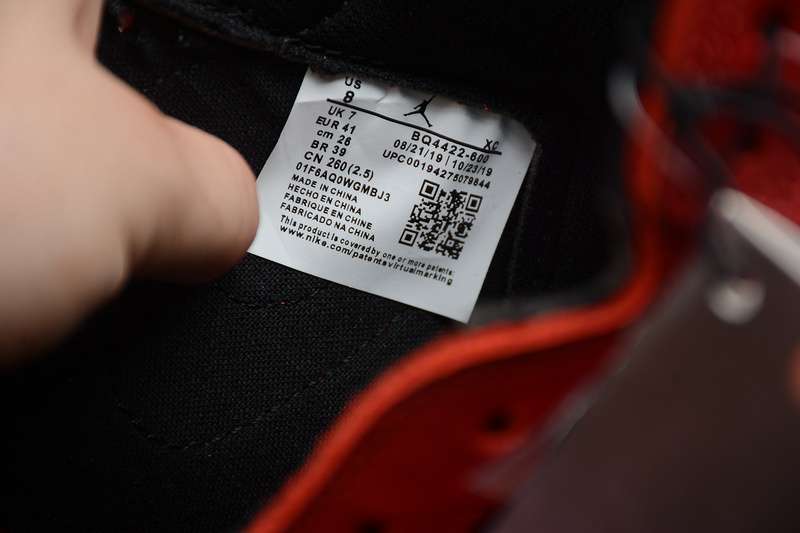 US
8
UK 7
EUR 41
cm 26
BR 39
CN 260(2.5)
01F6AQ0WGMBJ3
MADE IN CHINA
HECHO EN CHINA
FABRIQUE EN CHINE
FABRICADO NA CHINA
This product is covered by one or more patents:
www.nike.com/patentsvirtualmarking
XC
BQ4422-600
08/21/19 | 10/23/19
UPC00194275079844